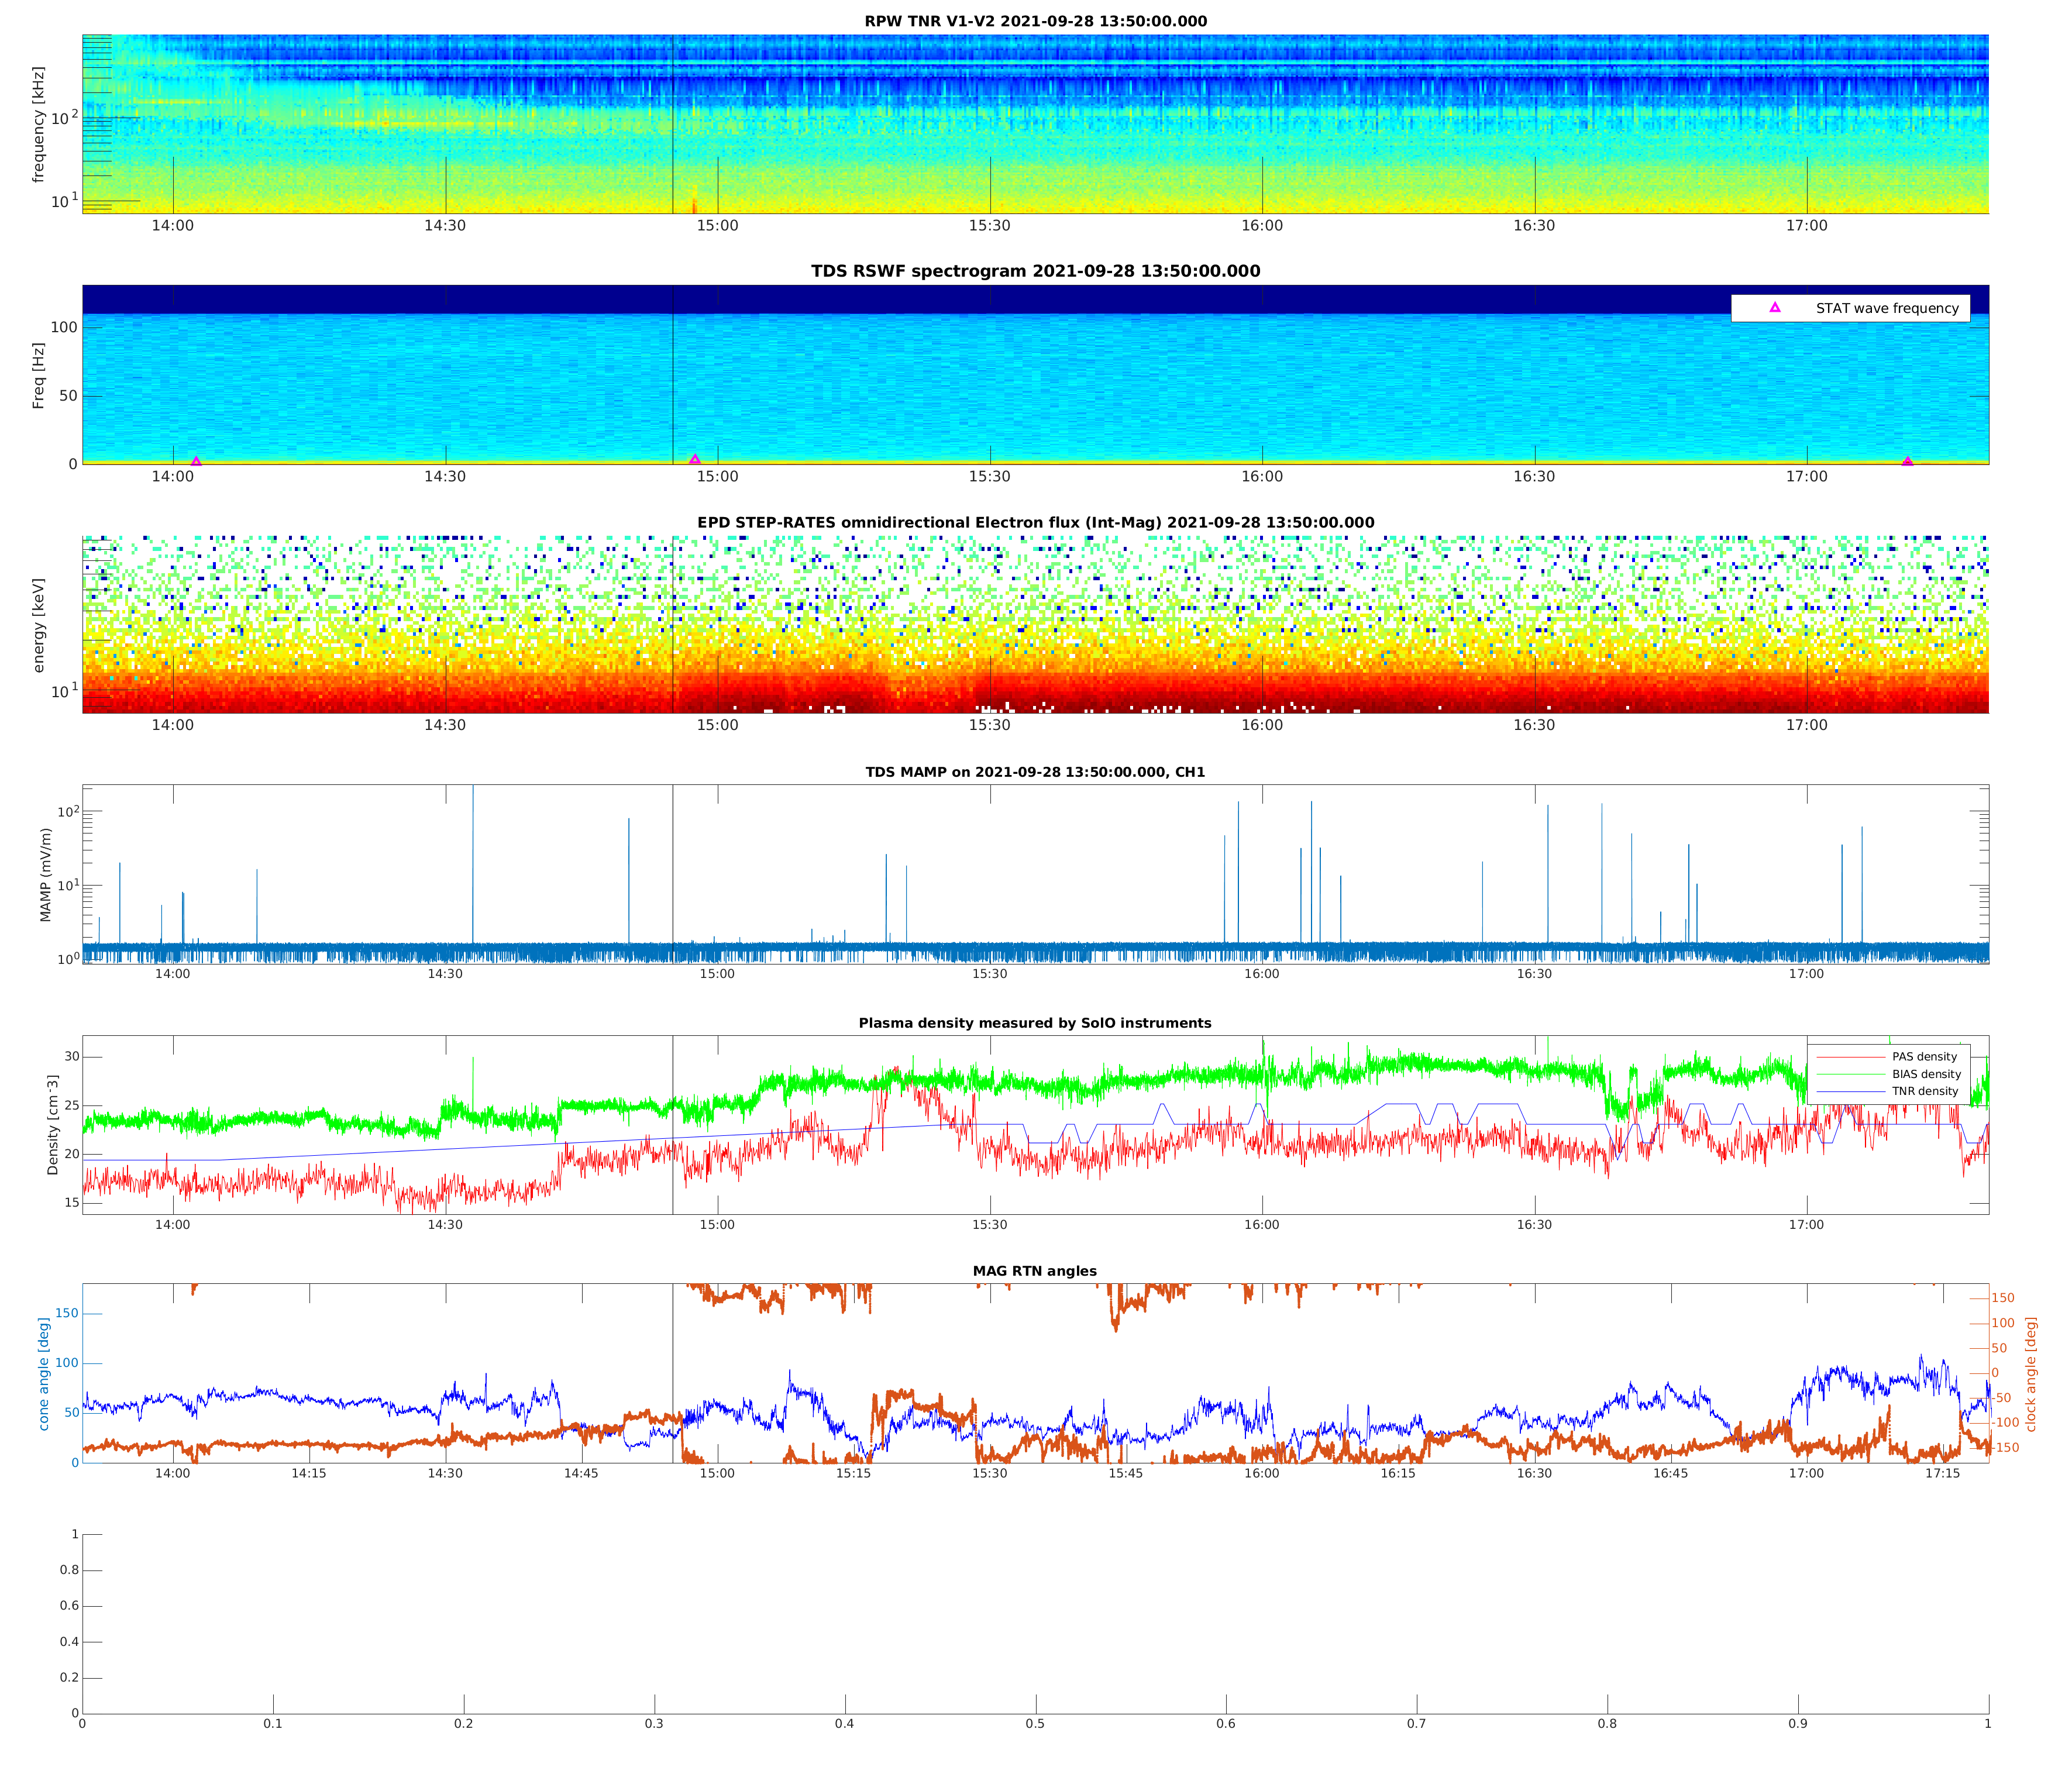 RPW TNR V1-V2 2021-09-28 13:50:00.000
frequency [kHz]
10^2
10^1
14:00 14:30 15:00 15:30 16:00 16:30 17:00
TDS RSWF spectrogram 2021-09-28 13:50:00.000
Freq [Hz]
100
50
0
STAT wave frequency
14:00 14:30 15:00 15:30 16:00 16:30 17:00
EPD STEP-RATES omnidirectional Electron flux (Int-Mag) 2021-09-28 13:50:00.000
energy [keV]
10^1
14:00 14:30 15:00 15:30 16:00 16:30 17:00
TDS MAMP on 2021-09-28 13:50:00.000, CH1
MAMP (mV/m)
10^2
10^1
10^0
14:00 14:30 15:00 15:30 16:00 16:30 17:00
Plasma density measured by SolO instruments
Density [cm^-3]
30
25
20
15
PAS density
BIAS density
TNR density
14:00 14:30 15:00 15:30 16:00 16:30 17:00
MAG RTN angles
cone angle [deg]
150
100
50
0
150
100
50
0
-50
-100
-150
clock angle [deg]
14:00 14:15 14:30 14:45 15:00 15:15 15:30 15:45 16:00 16:15 16:30 16:45 17:00 17:15
1
0.8
0.6
0.4
0.2
0
0 0.1 0.2 0.3 0.4 0.5 0.6 0.7 0.8 0.9 1